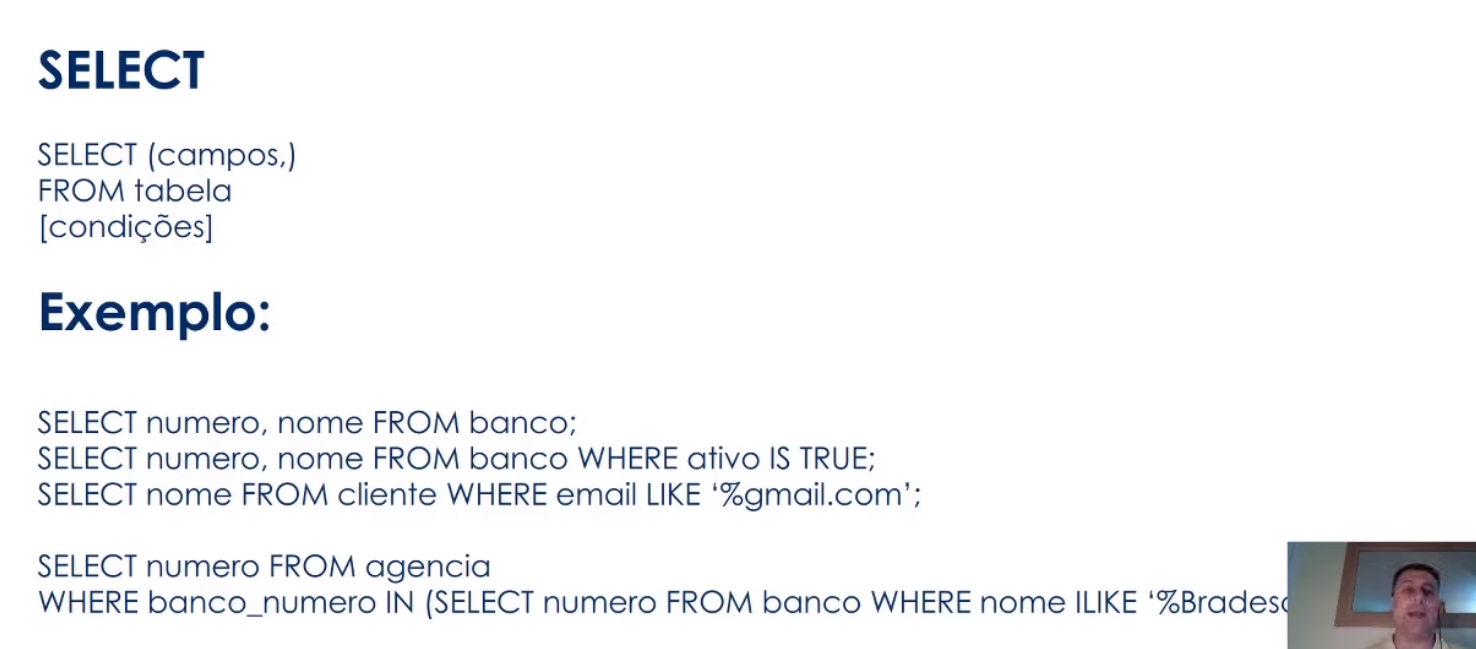 SELECT
SELECT (campos,)
FROM tabela
[condições]
Exemplo:
SELECT numero, nome FROM banco;
SELECT numero, nome FROM banco WHERE ativo IS TRUE;
SELECT nome FROM cliente WHERE email LIKE ‘%gmail.com’;
SELECT numero FROM agencia
WHERE banco_numero IN (SELECT numero FROM banco WHERE nome ILIKE